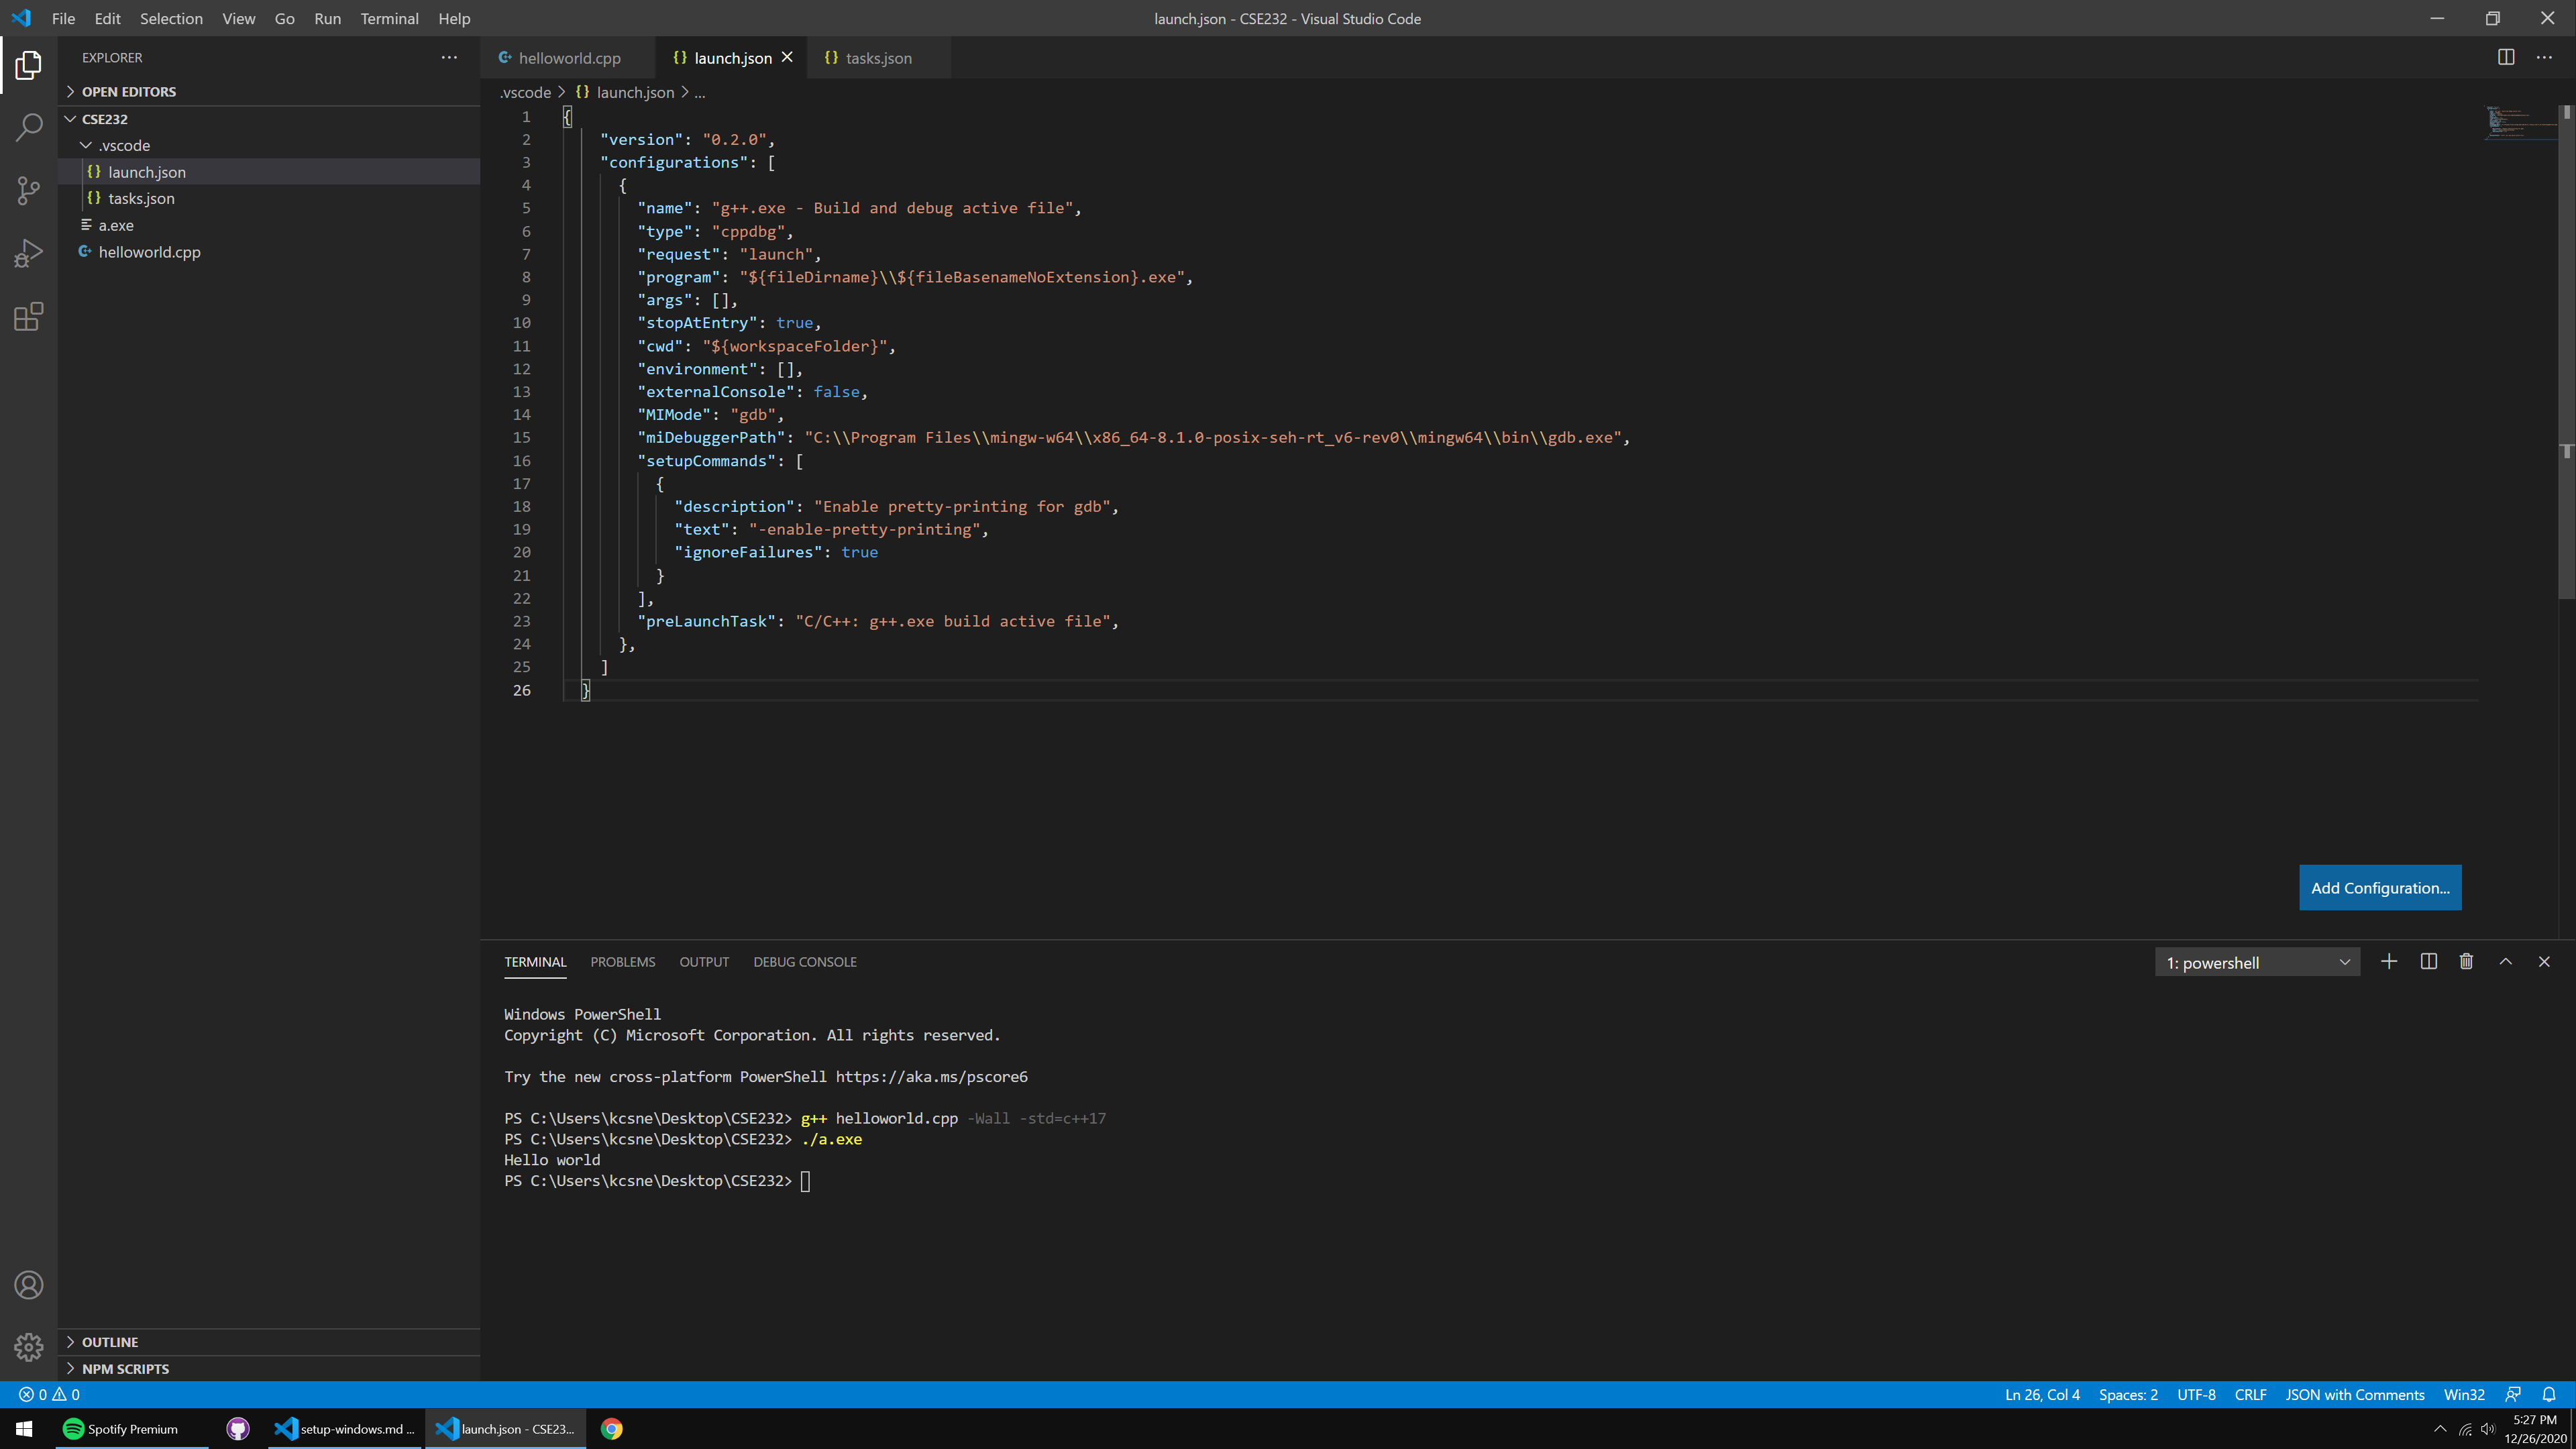 File Edit Selection View Go Run Terminal Help
launch.json - CSE232 - Visual Studio Code
EXPLORER
OPEN EDITORS
CSE232
.vscode
launch.json
tasks.json
a.exe
helloworld.cpp
OUTLINE
NPM SCRIPTS
helloworld.cpp
launch.json
tasks.json
.vscode > {} launch.json > ...
1 {
2 "version": "0.2.0",
3 "configurations": [
4 {
5 "name": "g++.exe - Build and debug active file",
6 "type": "cppdbg",
7 "request": "launch",
8 "program": "${fileDirname}\\${fileBasenameNoExtension}.exe",
9 "args": [],
10 "stopAtEntry": true,
11 "cwd": "${workspaceFolder}",
12 "environment": [],
13 "externalConsole": false,
14 "MIMode": "gdb",
15 "miDebuggerPath": "C:\\Program Files\\mingw-w64\\x86_64-8.1.0-posix-seh-rt_v6-rev0\\mingw64\\bin\\gdb.exe",
16 "setupCommands": [
17 {
18 "description": "Enable pretty-printing for gdb",
19 "text": "-enable-pretty-printing",
20 "ignoreFailures": true
21 }
22 ],
23 "preLaunchTask": "C/C++: g++.exe build active file",
24 },
25 ]
26 }
Add Configuration...
TERMINAL PROBLEMS OUTPUT DEBUG CONSOLE
1: powershell
Windows PowerShell
Copyright (C) Microsoft Corporation. All rights reserved.
Try the new cross-platform PowerShell https://aka.ms/pscore6
PS C:\Users\kcsne\Desktop\CSE232> g++ helloworld.cpp -Wall -std=c++17
PS C:\Users\kcsne\Desktop\CSE232> ./a.exe
Hello world
PS C:\Users\kcsne\Desktop\CSE232>
0 0
Ln 26, Col 4 Spaces: 2 UTF-8 CRLF JSON with Comments Win32
Spotify Premium
setup-windows.md ...
launch.json - CSE23...
5:27 PM
12/26/2020